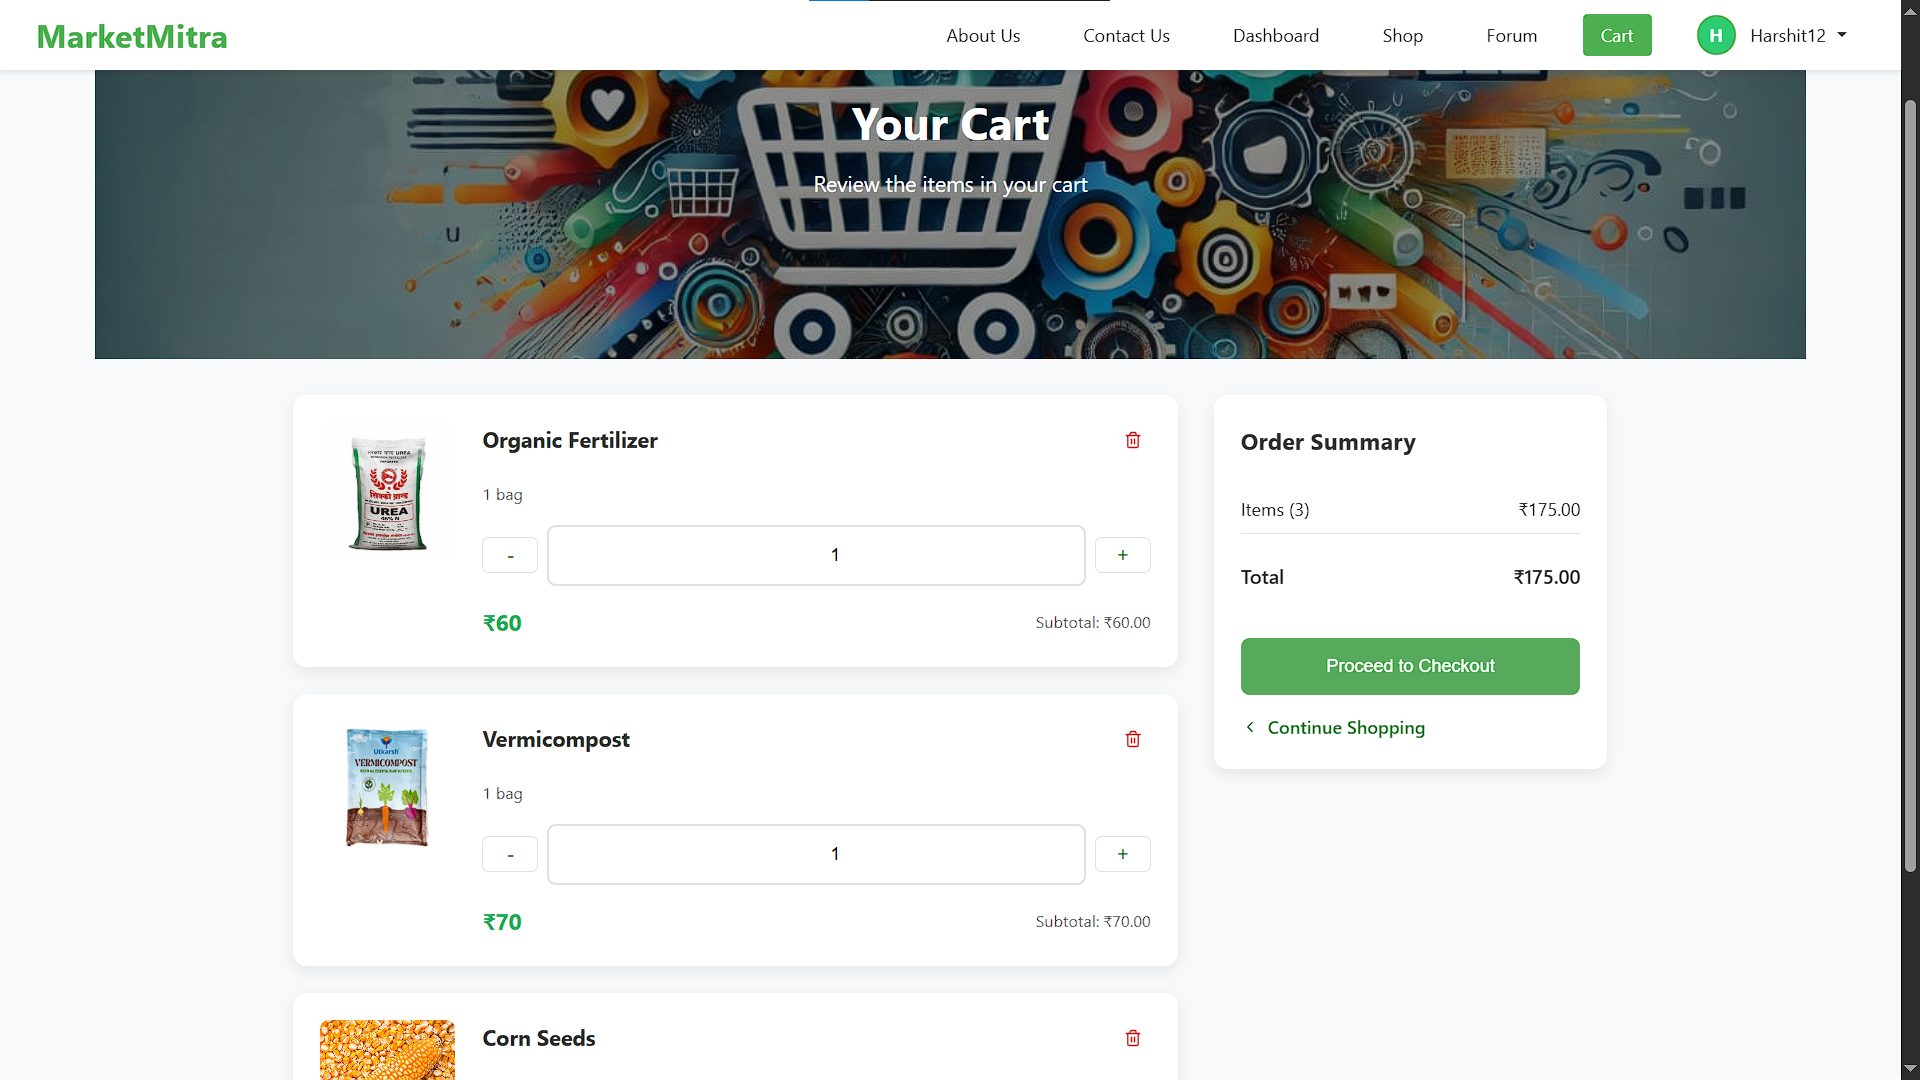 MarketMitra
About Us
Contact Us
Dashboard
Shop
Forum
Cart
H
Harshit12
Your Cart
Review the items in your cart
Organic Fertilizer
1 bag
-
1
+
₹60
Subtotal: ₹60.00
UREA
Vermicompost
1 bag
-
1
+
₹70
Subtotal: ₹70.00
Utkarsh
VERMICOMPOST
Corn Seeds
Order Summary
Items (3)
₹175.00
Total
₹175.00
Proceed to Checkout
Continue Shopping